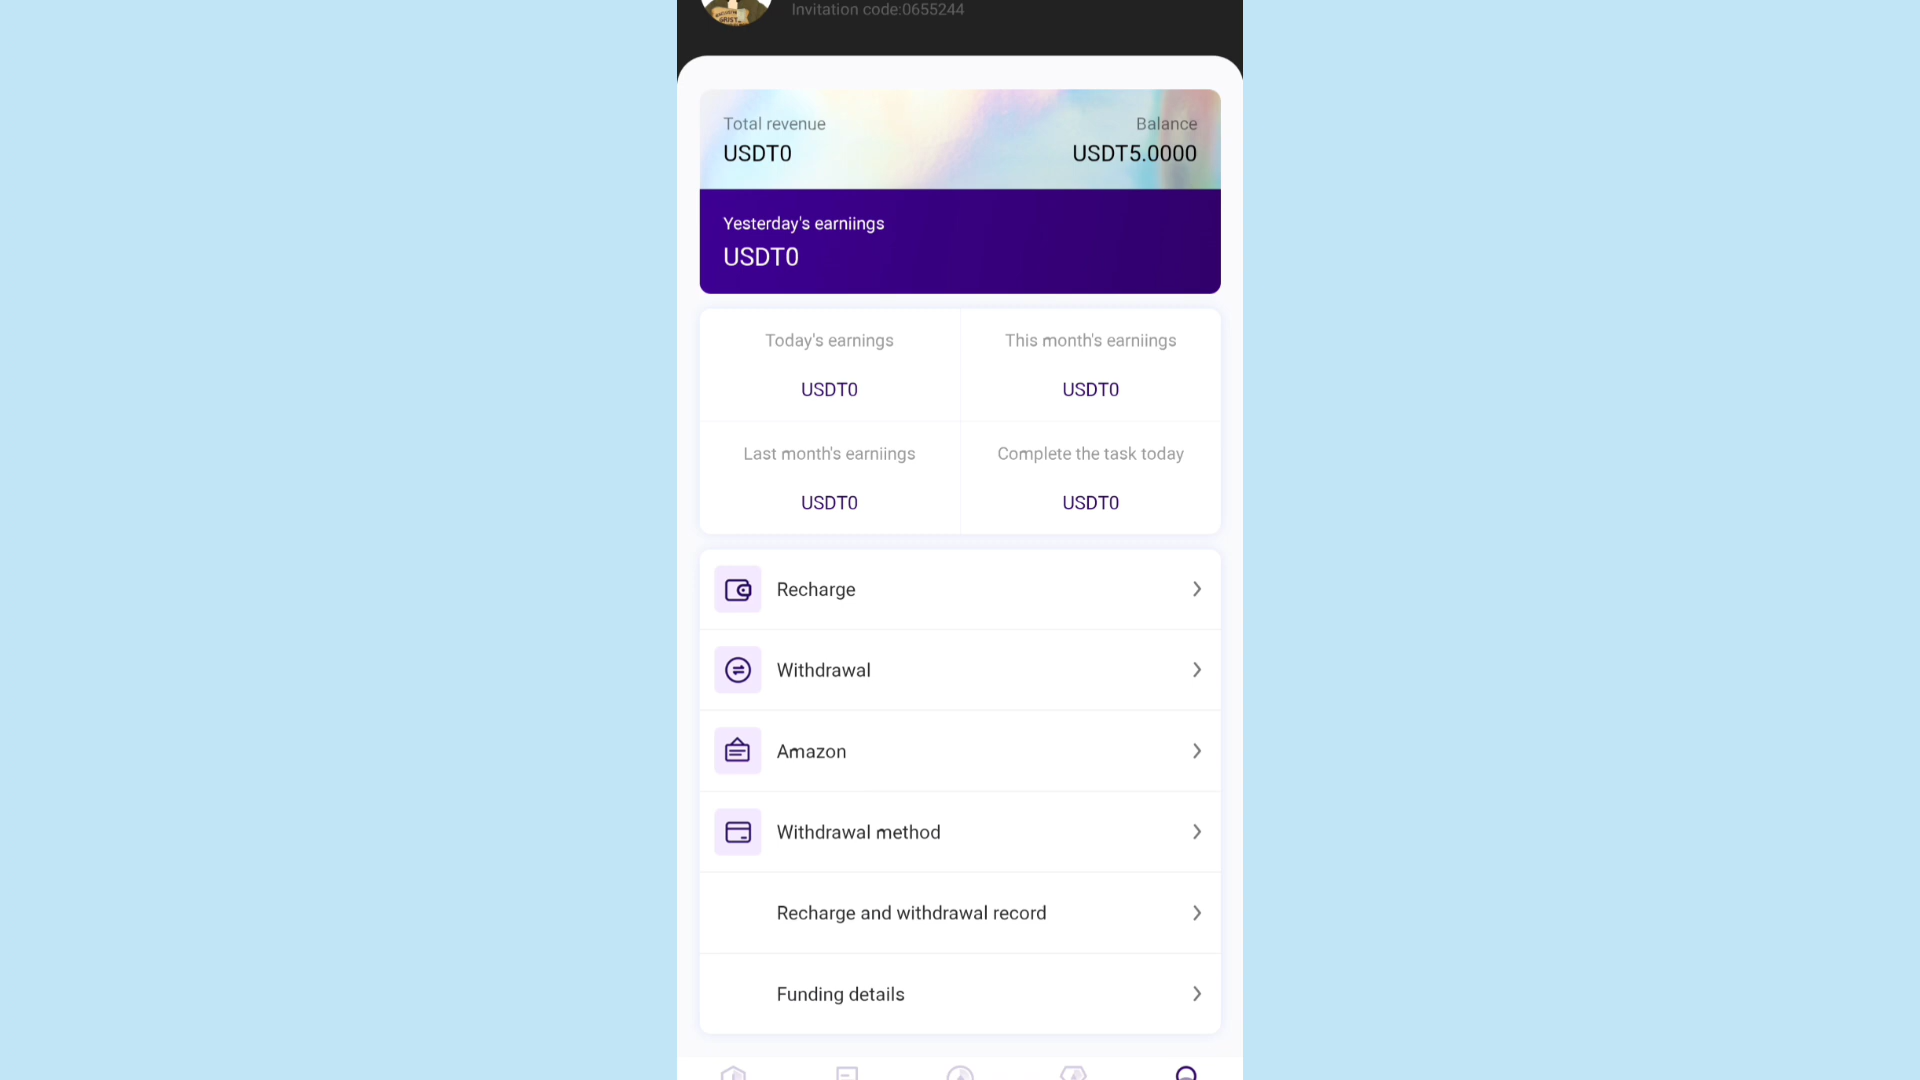 Invitation code:0655244
Total revenue
Balance
USDT0
USDT5.0000
Yesterday's earniings
USDT0
Today's earnings
This month's earniings
USDT0
USDT0
Last month's earniings
Complete the task today
USDT0
USDT0
Recharge
Withdrawal
Amazon
Withdrawal method
Recharge and withdrawal record
Funding details